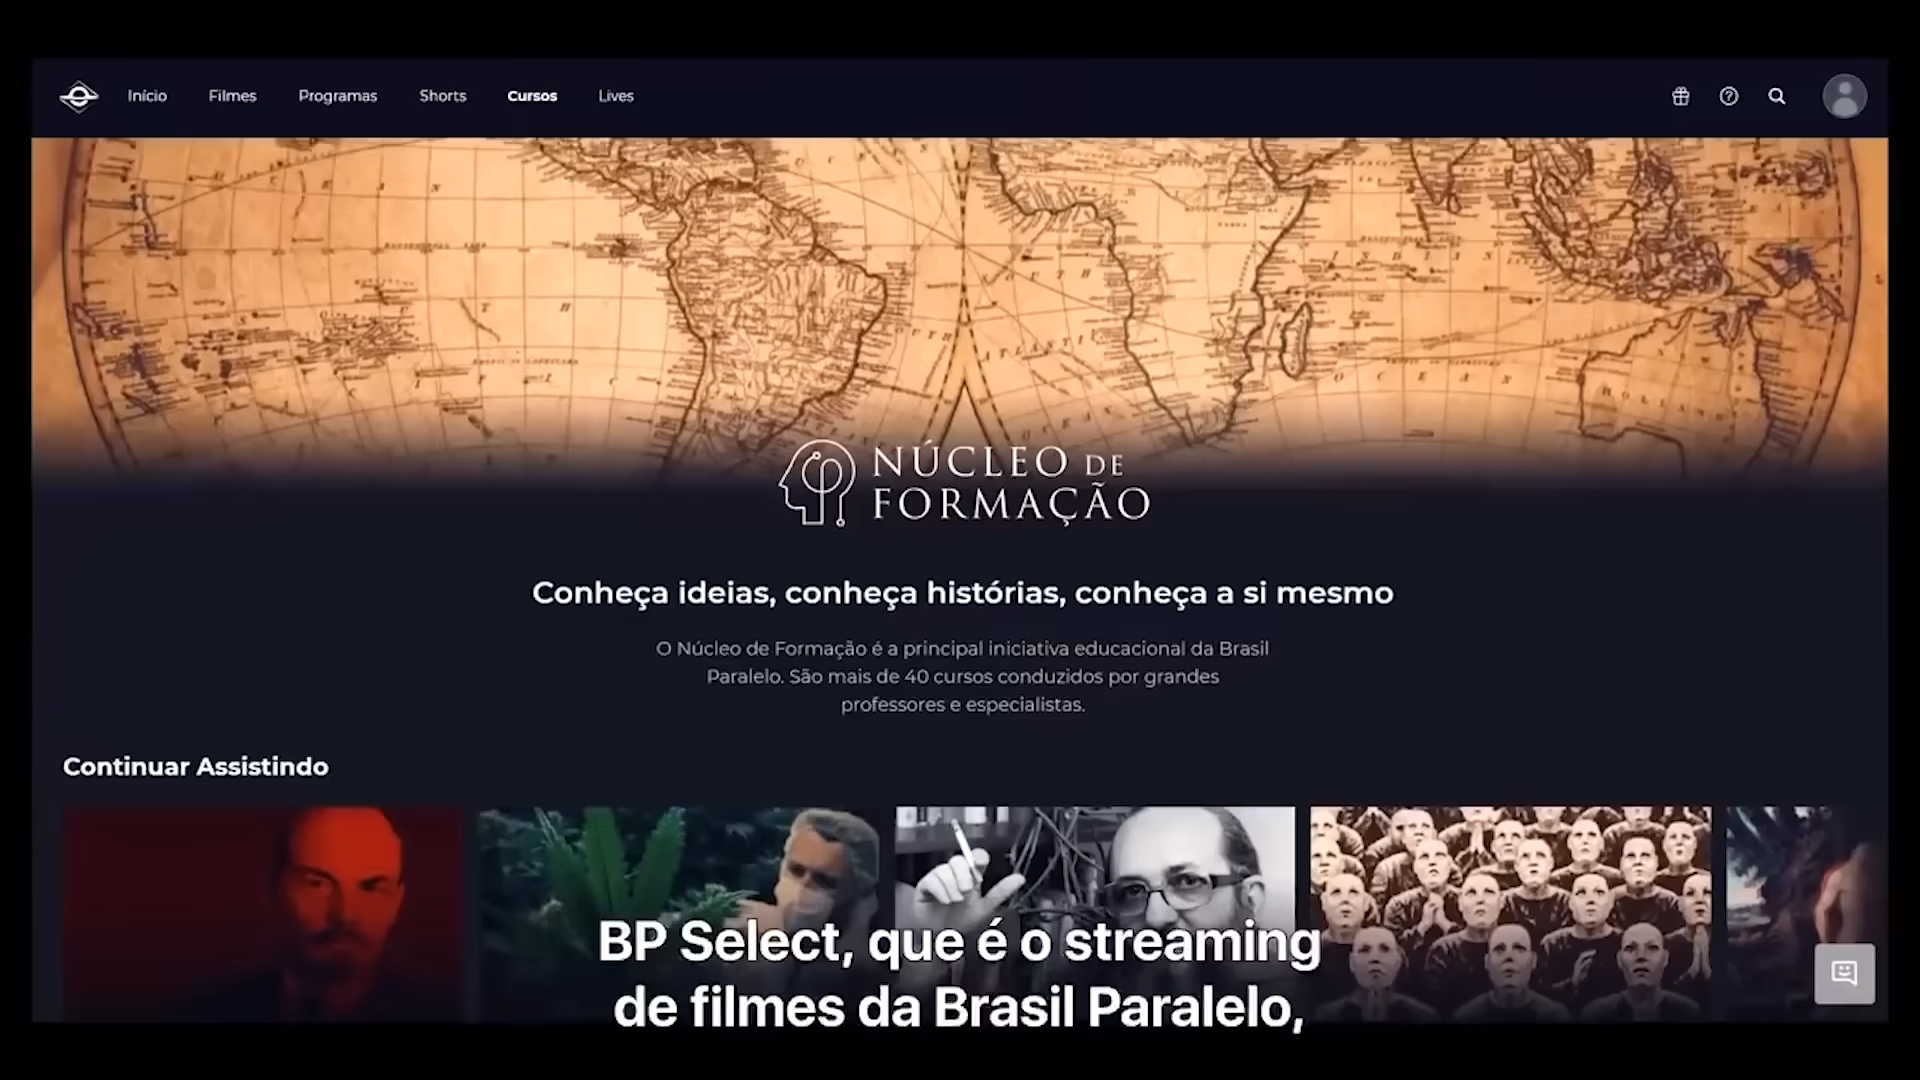 Início Filmes Programas Shorts Cursos Lives
NÚCLEO DE
FORMAÇÃO
Conheça ideias, conheça histórias, conheça a si mesmo
O Núcleo de Formação é a principal iniciativa educacional da Brasil
Paralelo. São mais de 40 cursos conduzidos por grandes
professores e especialistas.
Continuar Assistindo
BP Select, que é o streaming
de filmes da Brasil Paralelo,